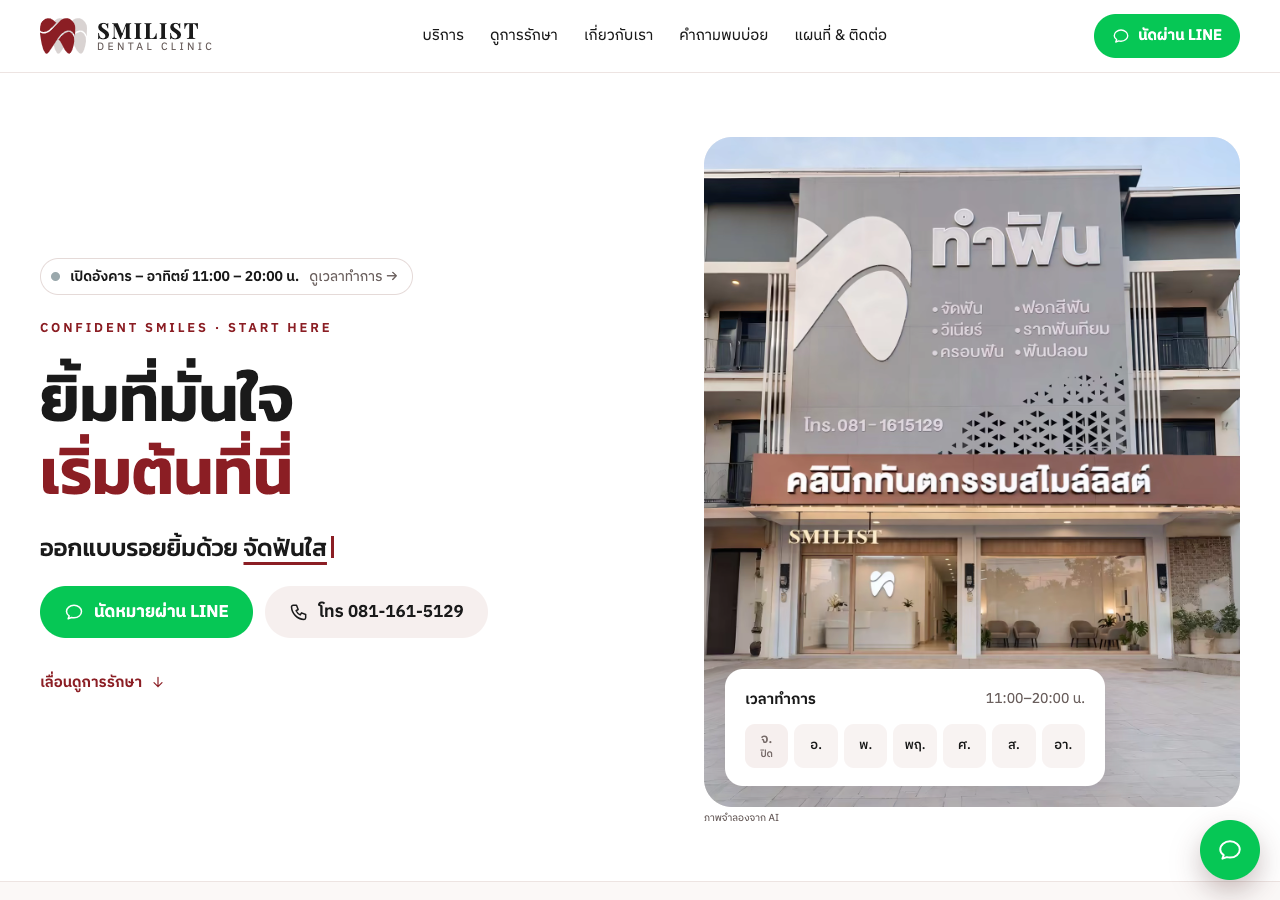 SMILIST
DENTAL CLINIC
บริการ
ดูการรักษา
เกี่ยวกับเรา
คำถามพบบ่อย
แผนที่ & ติดต่อ
นัดผ่าน LINE
เปิดอังคาร – อาทิตย์ 11:00 – 20:00 น. ดูเวลาทำการ →
CONFIDENT SMILES · START HERE
ยิ้มที่มั่นใจ
เริ่มต้นที่นี่
ออกแบบรอยยิ้มด้วย จัดฟันใส
นัดหมายผ่าน LINE
โทร 081-161-5129
เลื่อนดูการรักษา ↓
ทำฟัน
• จัดฟัน • ฟอกสีฟัน
• วีเนียร์ • รากฟันเทียม
• ครอบฟัน • ฟันปลอม
โทร. 081-1615129
คลินิกทันตกรรมสไมล์ลิสต์
SMILIST
เวลาทำการ 11:00–20:00 น.
จ. อ. พ. พฤ. ศ. ส. อา.
ปิด
ภาพจำลองจาก AI